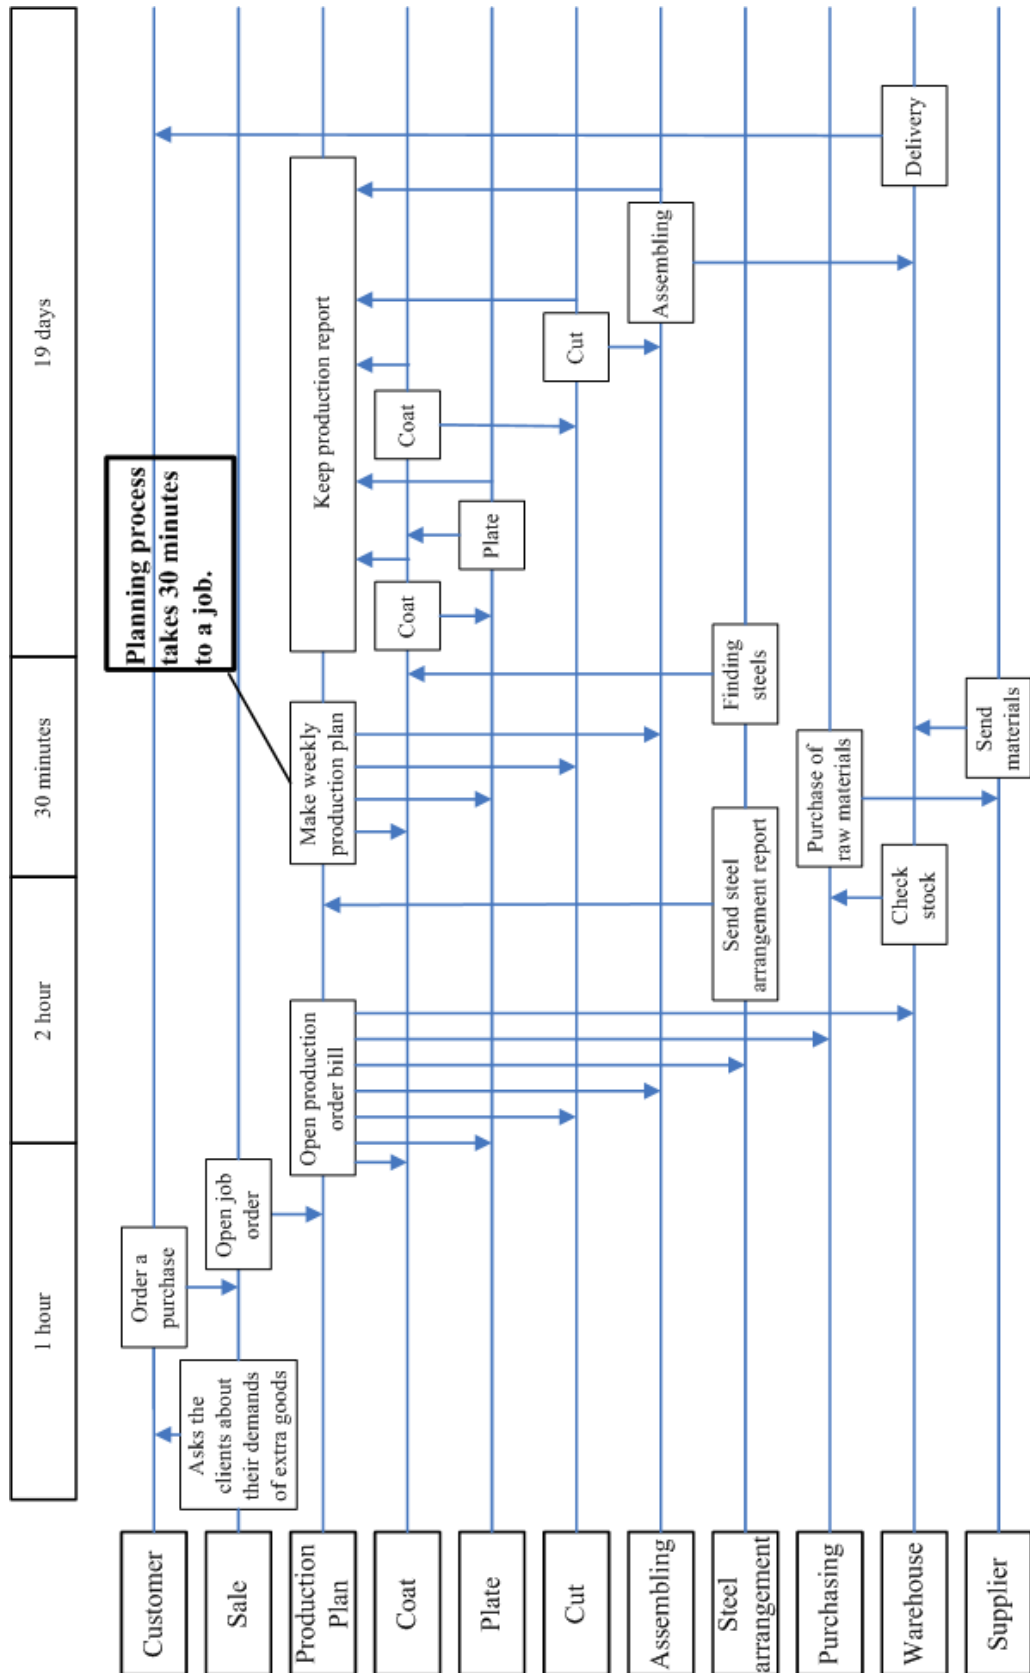 1 hour
2 hour
30 minutes
19 days
Customer
Order a
purchase
Planning process
takes 30 minutes
to a job.
Sale
Asks the
clients about
their demands
of extra goods
Open job
order
Production
Plan
Open production
order bill
Make weekly
production plan
Keep production report
Coat
Coat
Coat
Plate
Plate
Cut
Cut
Assembling
Assembling
Steel
arrangement
Send steel
arrangement report
Finding
steels
Purchasing
Purchase of
raw materials
Warehouse
Check
stock
Delivery
Supplier
Send
materials